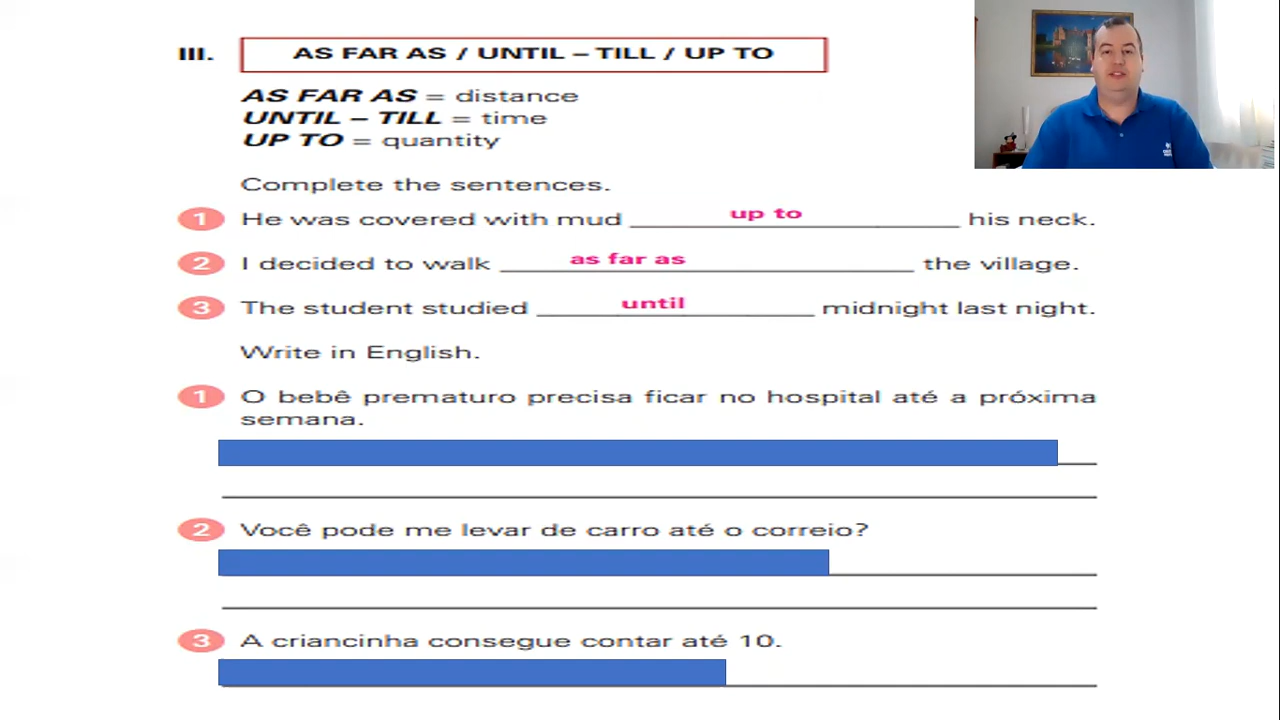 III. AS FAR AS / UNTIL – TILL / UP TO
AS FAR AS = distance
UNTIL – TILL = time
UP TO = quantity
Complete the sentences.
1 He was covered with mud up to his neck.
2 I decided to walk as far as the village.
3 The student studied until midnight last night.
Write in English.
1 O bebê prematuro precisa ficar no hospital até a próxima
semana.
2 Você pode me levar de carro até o correio?
3 A criancinha consegue contar até 10.